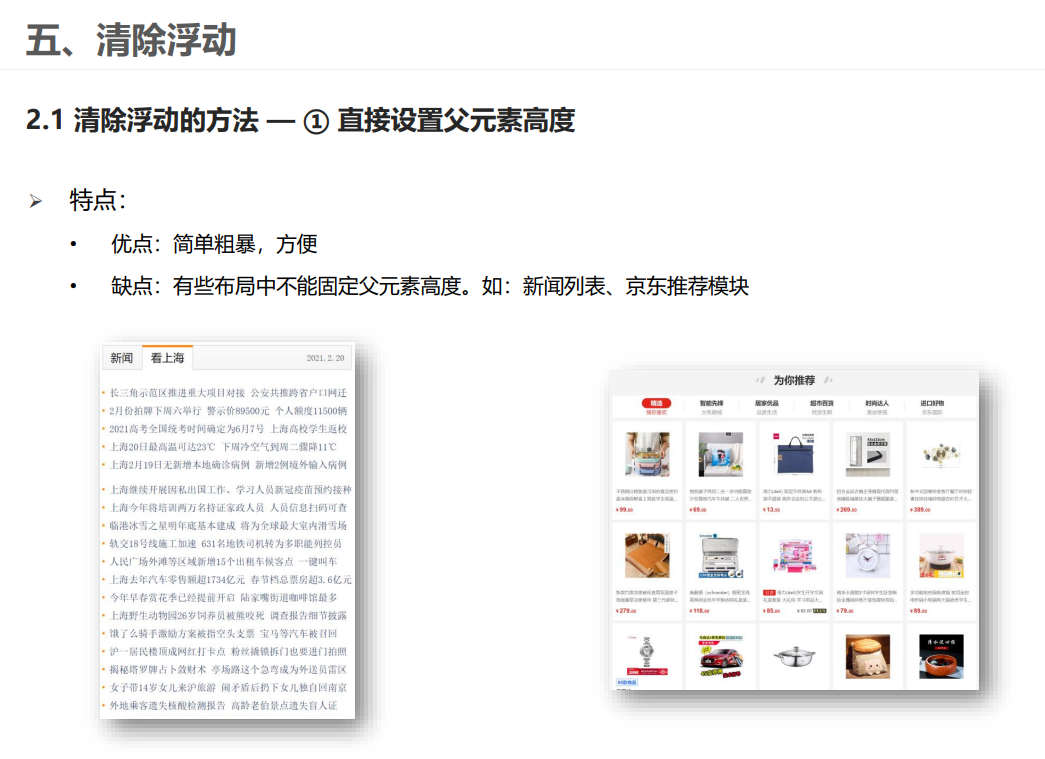 五、清除浮动
2.1 清除浮动的方法 — ① 直接设置父元素高度
➢ 特点：
• 优点：简单粗暴，方便
• 缺点：有些布局中不能固定父元素高度。如：新闻列表、京东推荐模块
新闻 看上海 2021.2.20
长三角示范区推进重大项目对接 公安共推跨省户口网迁
2月份拍牌下周六举行 警示价89500元 个人额度11500辆
2021高考全国统考时间确定为6月7号 上海高校学生返校
上海20日最高温可达23℃ 下周冷空气到周二骤降11℃
上海2月19日无新增本地确诊病例 新增2例境外输入病例
上海继续开展因私出国工作、学习人员新冠疫苗预约接种
上海今年将培训两万名持证家政人员 人员信息扫码可查
临港冰雪之星明年底基本建成 将为全球最大室内滑雪场
轨交18号线施工加速 631名地铁司机转为多职能列控员
人民广场外滩等区域新增15个出租车候客点 一键叫车
上海去年汽车零售额超1734亿元 春节档总票房超3.6亿元
今年早春赏花季已经提前开启 陆家嘴街道咖啡馆最多
上海野生动物园26岁饲养员被熊咬死 调查报告细节披露
饿了么骑手激励方案被指空头支票 宝马等汽车被召回
沪一居民楼顶成网红打卡点 粉丝撬锁拆门也要进门拍照
揭秘塔罗牌占卜敛财术 亭场路这个急弯成为外送员雷区
女子带14岁女儿来沪旅游 闹矛盾后扔下女儿独自回南京
外地乘客遗失核酸检测报告 高龄老伯景点遗失盲人证
为你推荐
精选 智能先锋 居家优品 超市百货 时尚达人 进口好物
猜你喜欢 大电器城 品质生活 百货生鲜 美妆穿搭 京东国际
¥99.00 ¥69.00 ¥13.55 ¥269.00 ¥389.00
¥279.00 ¥118.00 ¥85.00 ¥79.00 ¥89.00